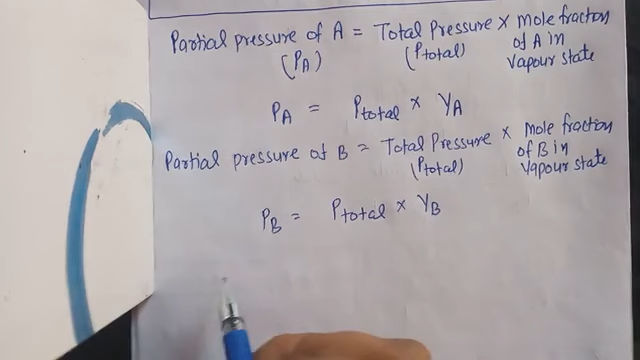 Partial pressure of A = Total Pressure × mole fraction of A in vapour state
(PA) (Ptotal)
PA = Ptotal × YA
Partial pressure of B = Total Pressure × mole fraction of B in vapour state
(Ptotal)
PB = Ptotal × YB